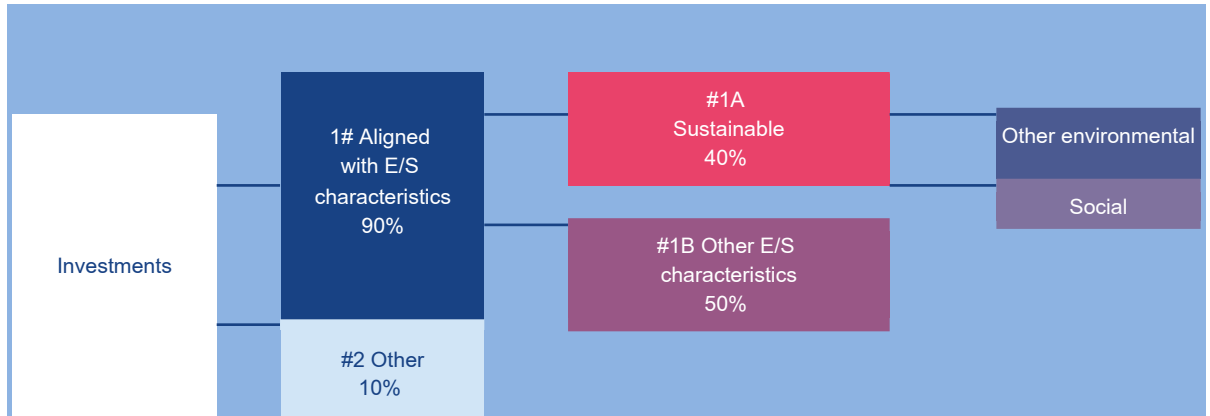 Investments
1# Aligned
with E/S
characteristics
90%
#2 Other
10%
#1A
Sustainable
40%
#1B Other E/S
characteristics
50%
Other environmental
Social